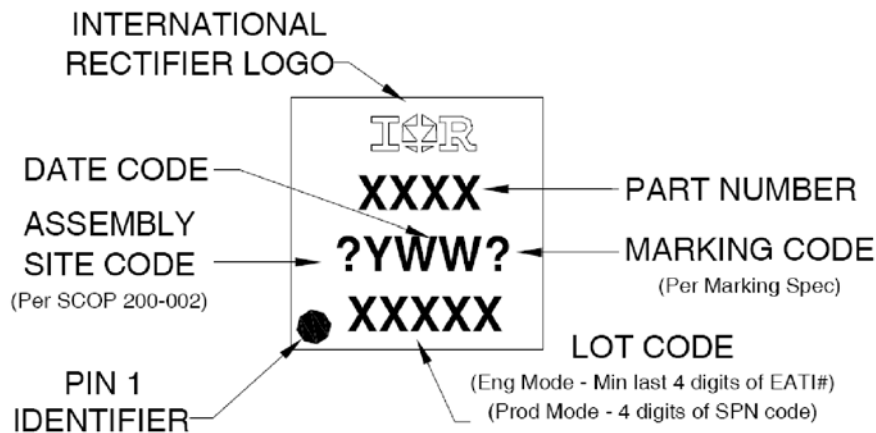 INTERNATIONAL
RECTIFIER LOGO
IOR
DATE CODE
XXXX
PART NUMBER
ASSEMBLY
SITE CODE
(Per SCOP 200-002)
?YWW?
MARKING CODE
(Per Marking Spec)
XXXXX
PIN 1
IDENTIFIER
LOT CODE
(Eng Mode - Min last 4 digits of EATI#)
(Prod Mode - 4 digits of SPN code)